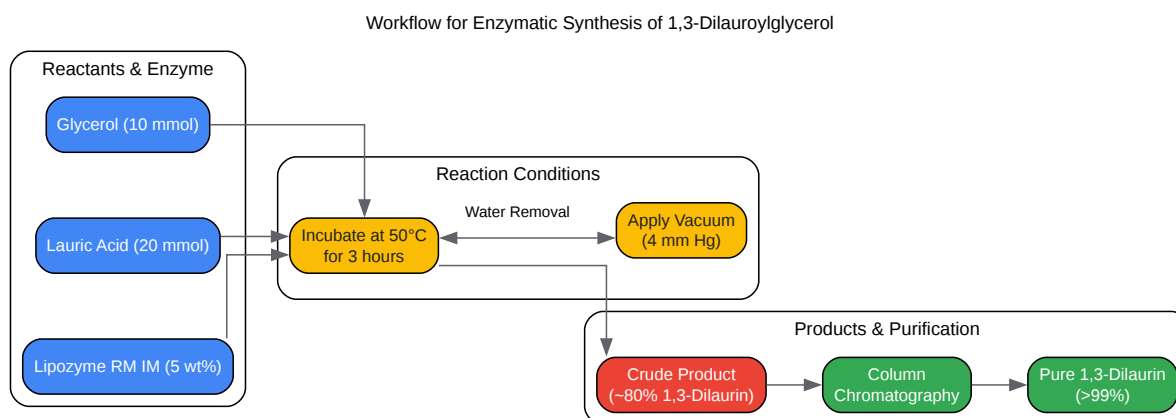 Workflow for Enzymatic Synthesis of 1,3-Dilauroylglycerol
Reactants & Enzyme
Glycerol (10 mmol)
Lauric Acid (20 mmol)
Lipozyme RM IM (5 wt%)
Reaction Conditions
Incubate at 50°C
for 3 hours
Water Removal
Apply Vacuum
(4 mm Hg)
Products & Purification
Crude Product
(~80% 1,3-Dilaurin)
Column
Chromatography
Pure 1,3-Dilaurin
(>99%)